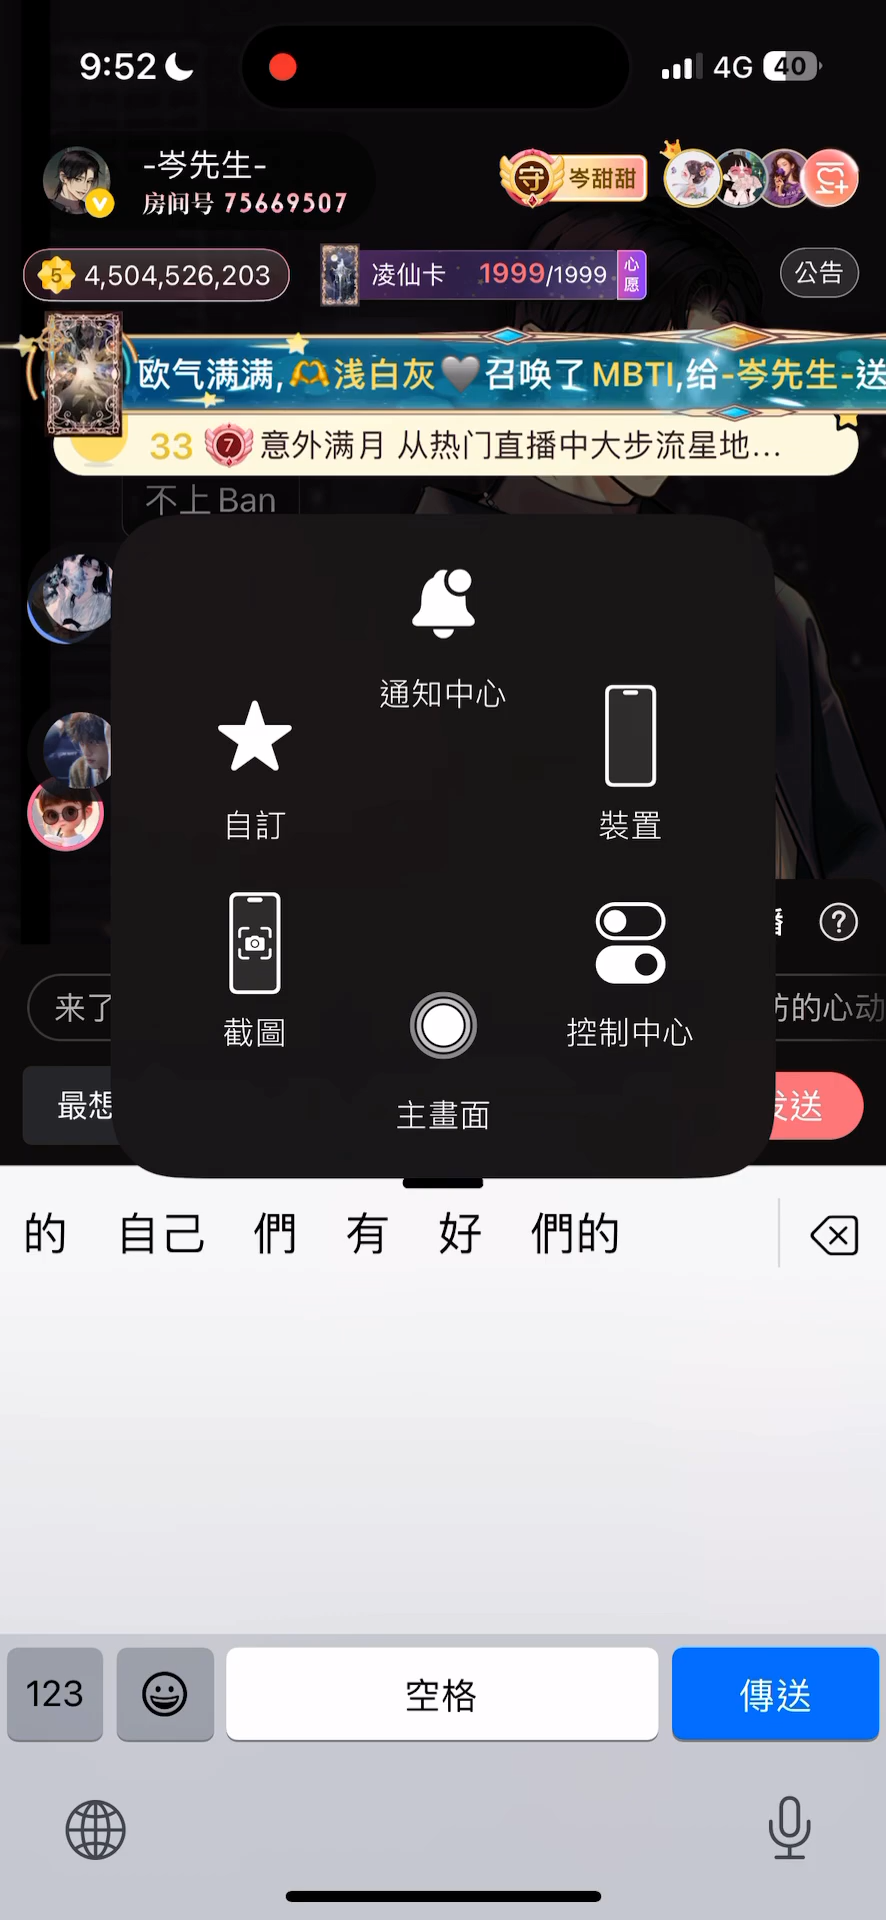 9:52
4G 40
-岑先生-
房间号 75669507
守 岑甜甜
5 4,504,526,203
凌仙卡 1999/1999
心愿
公告
欧气满满,🫶浅白灰🩶召唤了 MBTI,给-岑先生-送
33 7 意外满月 从热门直播中大步流星地...
不上Ban
通知中心
自訂
裝置
截圖
控制中心
主畫面
来了
的心动
最想
发送
的 自己 們 有 好 們的
123
空格
傳送